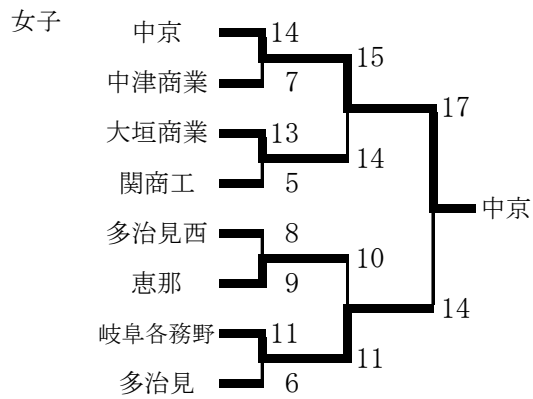 女子
中京 14
15
中津商業 7
17
大垣商業 13
14
関商工 5
中京
多治見西 8
10
恵那 9
14
岐阜各務野 11
11
多治見 6